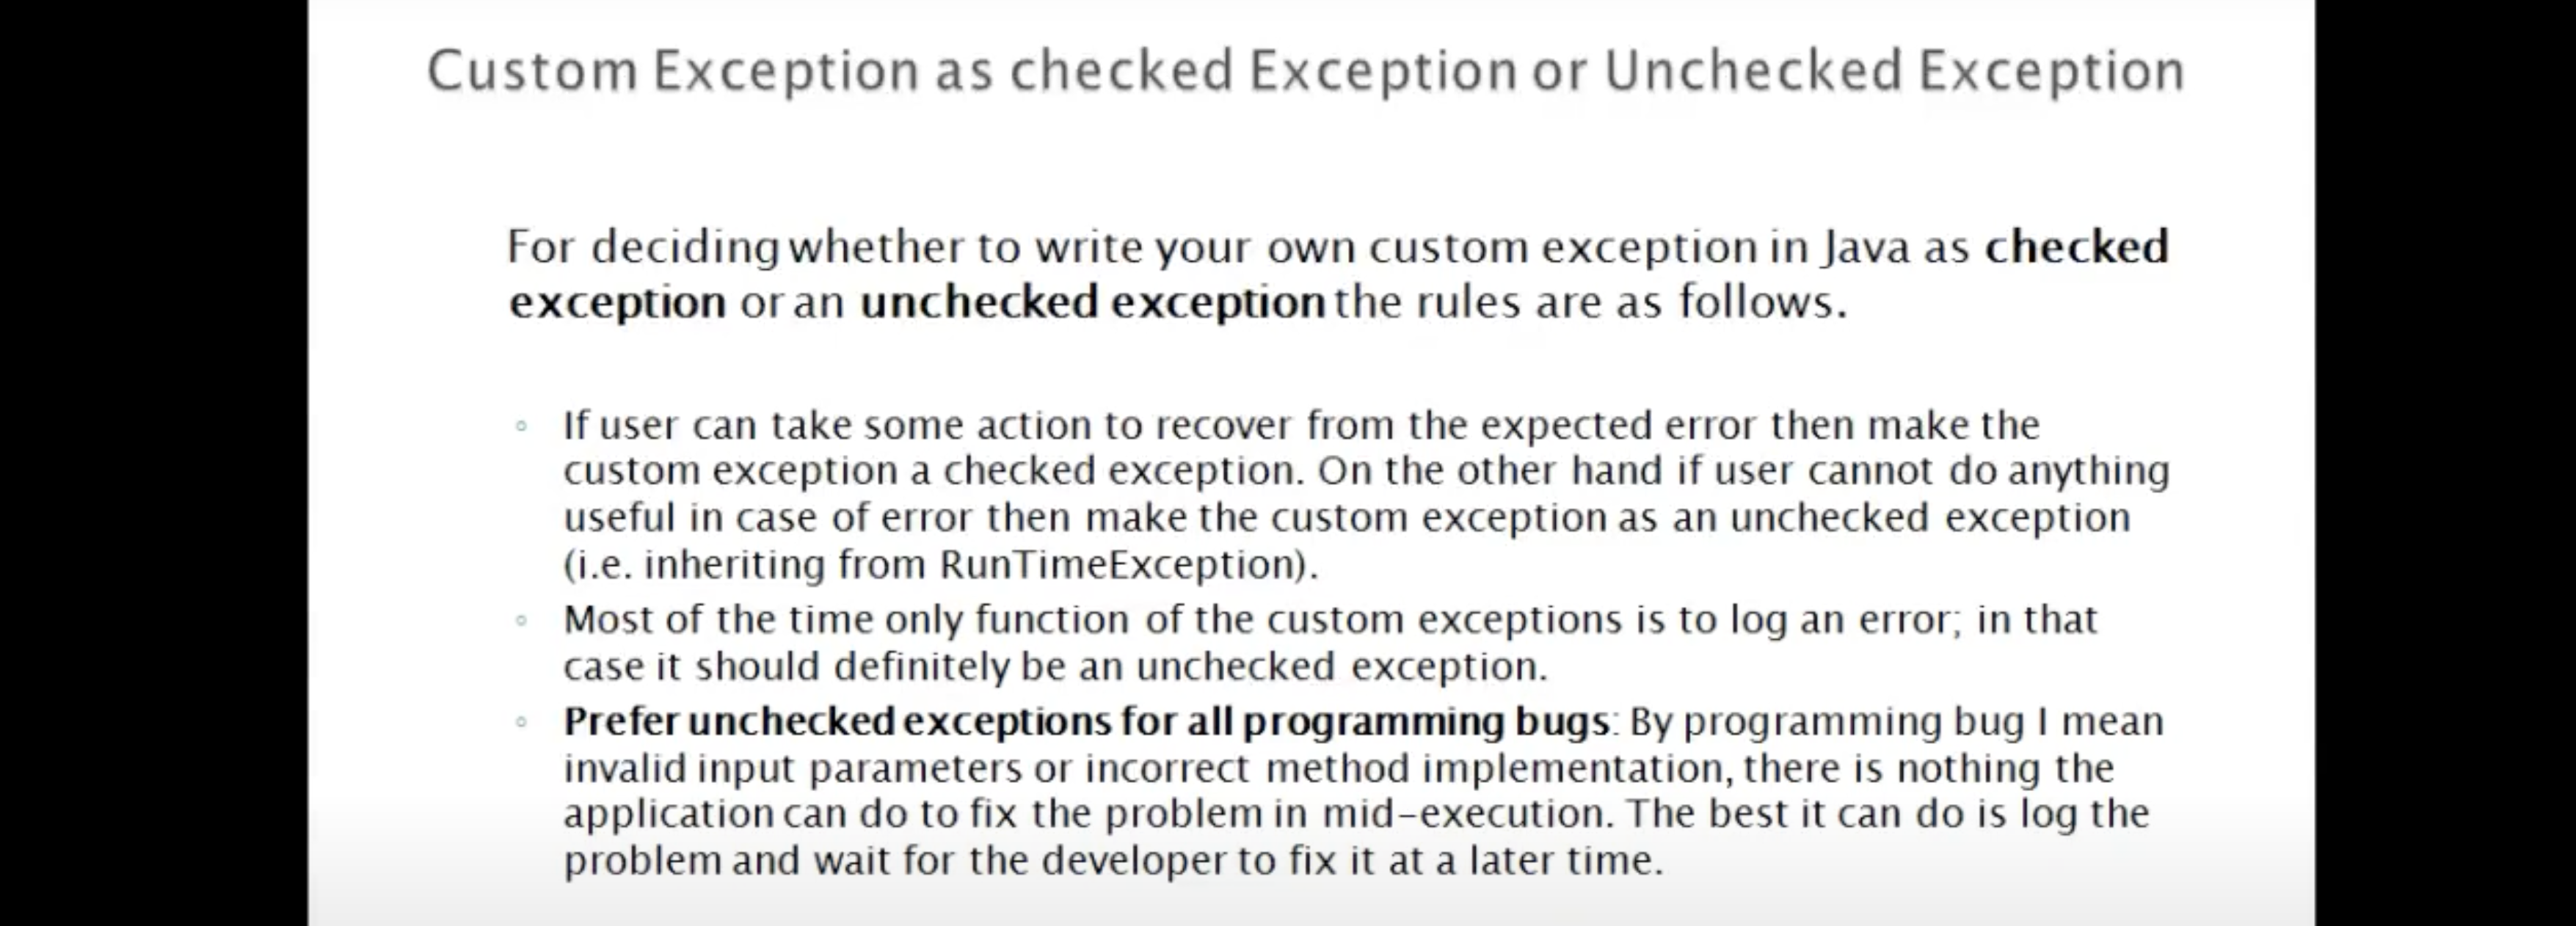 Custom Exception as checked Exception or Unchecked Exception
For deciding whether to write your own custom exception in Java as checked
exception or an unchecked exception the rules are as follows.
◦ If user can take some action to recover from the expected error then make the
custom exception a checked exception. On the other hand if user cannot do anything
useful in case of error then make the custom exception as an unchecked exception
(i.e. inheriting from RunTimeException).
◦ Most of the time only function of the custom exceptions is to log an error; in that
case it should definitely be an unchecked exception.
◦ Prefer unchecked exceptions for all programming bugs: By programming bug I mean
invalid input parameters or incorrect method implementation, there is nothing the
application can do to fix the problem in mid-execution. The best it can do is log the
problem and wait for the developer to fix it at a later time.